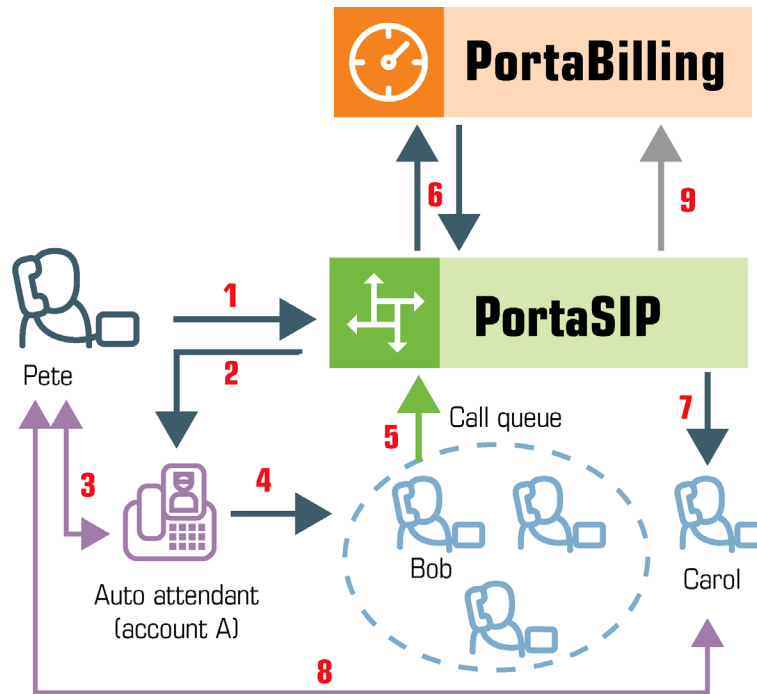 PortaBilling
6
9
1
PortaSIP
2
Pete
7
5
Call queue
3
4
Bob
Carol
Auto attendant
(account A)
8